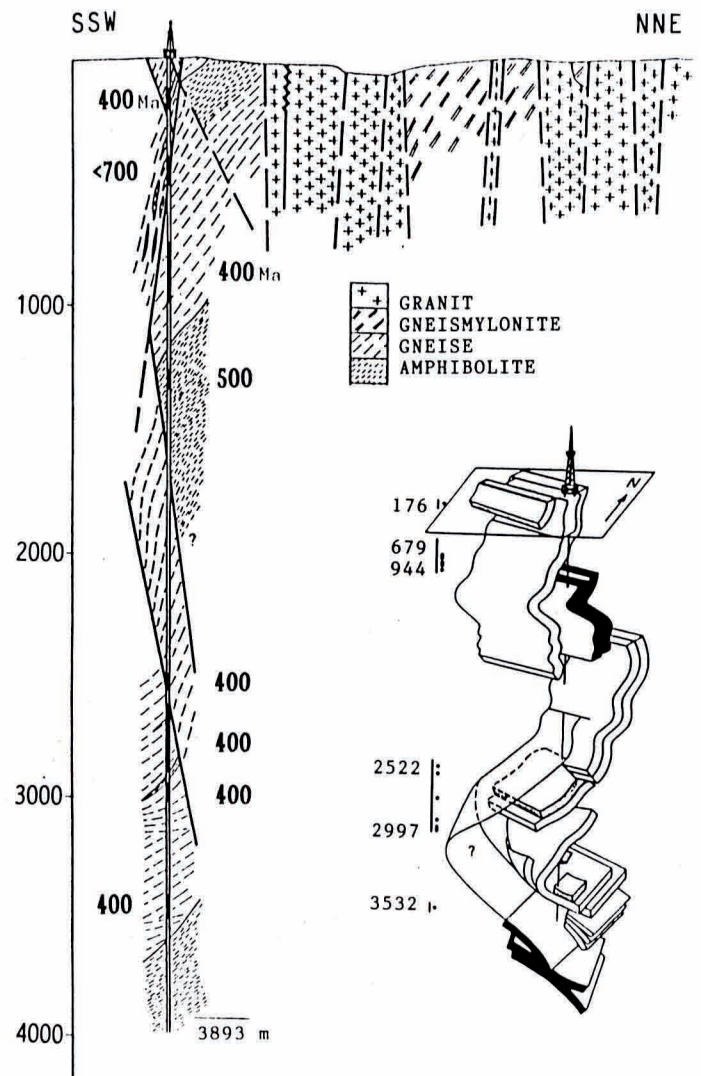 SSW NNE
400 Ma
<700
400 Ma
1000
GRANIT
GNEISMYLONITE
GNEISE
AMPHIBOLITE
500
N
176
2000
?
679
944
400
400
2522
3000
400
2997
?
400
3532
3893 m
4000